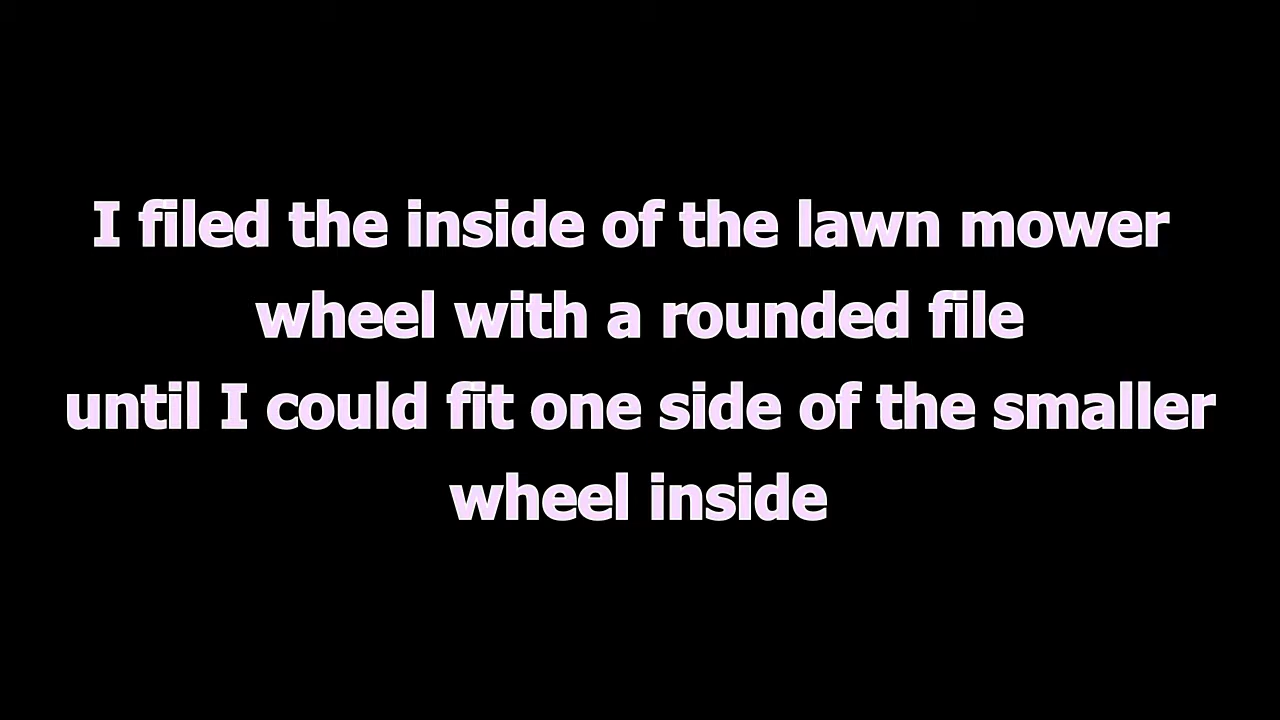 I filed the inside of the lawn mower
wheel with a rounded file
until I could fit one side of the smaller
wheel inside